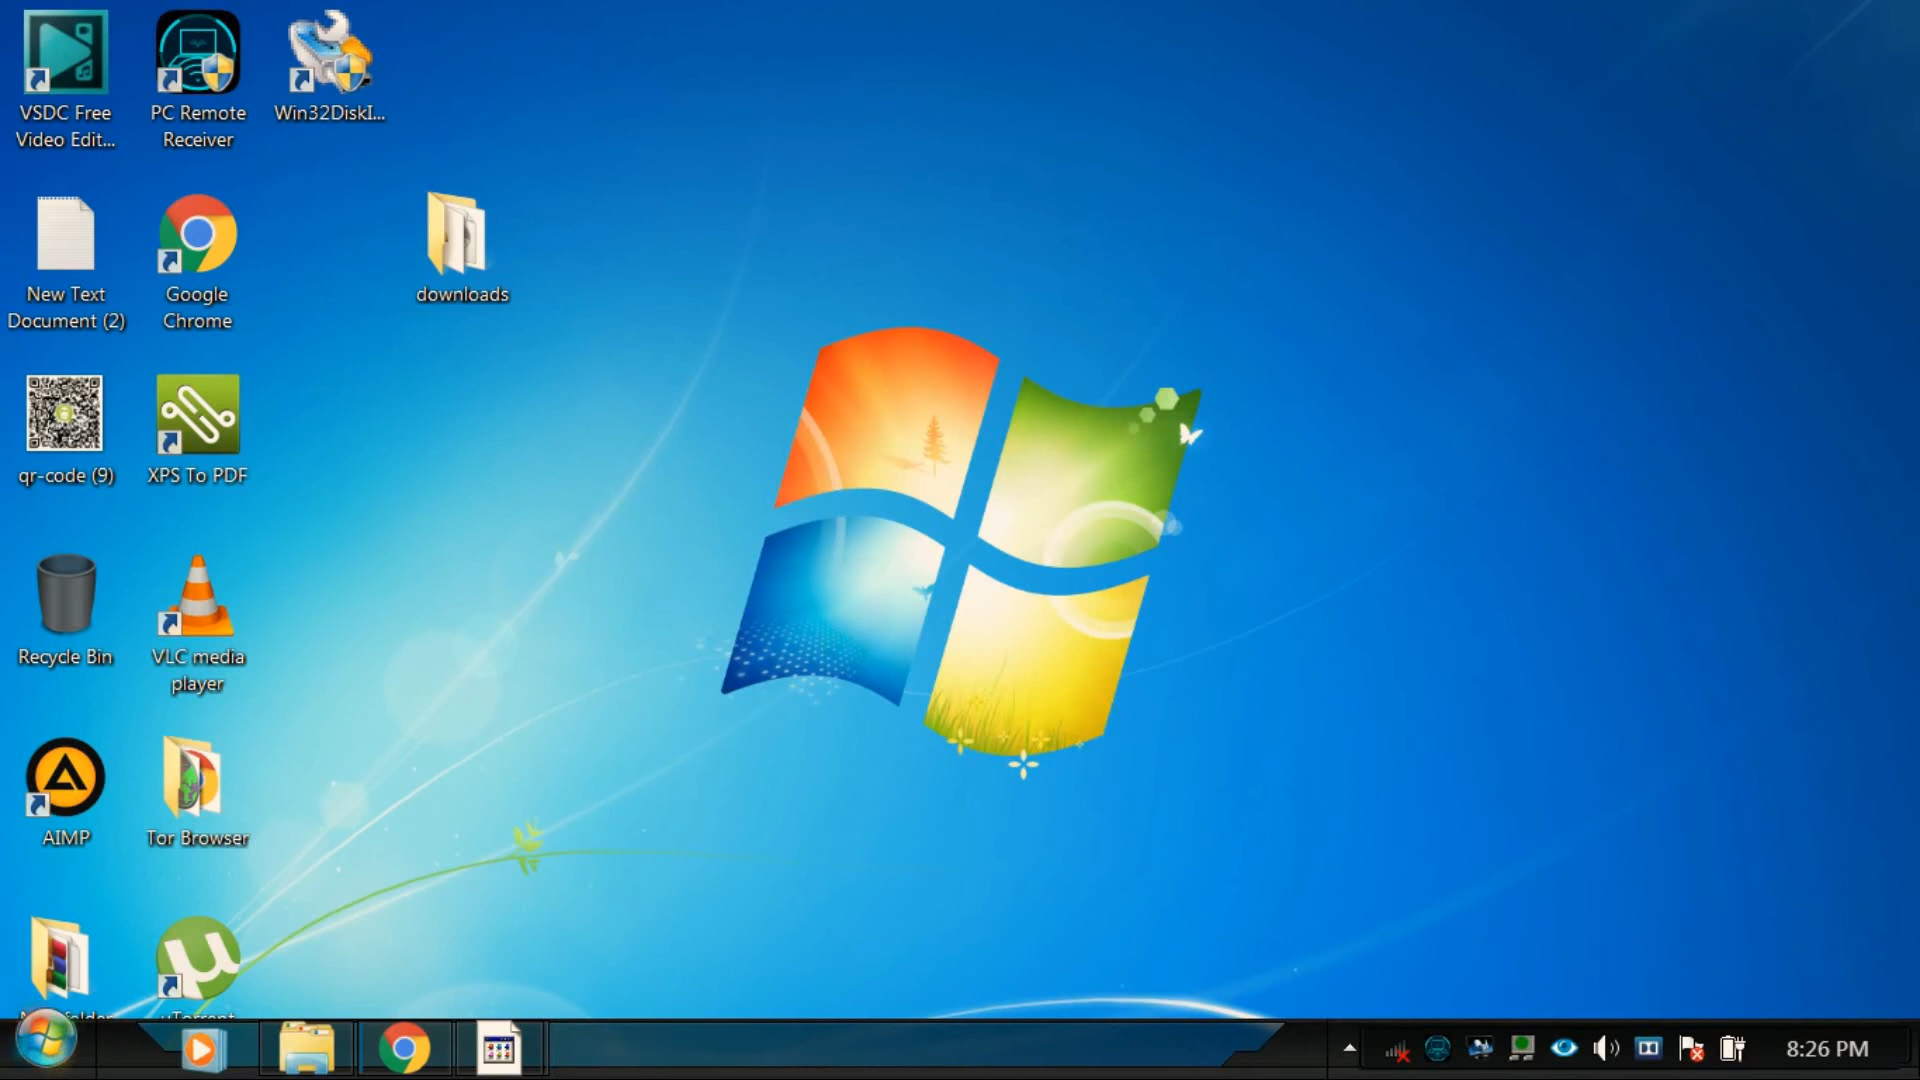 VSDC Free
Video Edit...
PC Remote
Receiver
Win32DiskI...
New Text
Document (2)
Google
Chrome
downloads
qr-code (9)
XPS To PDF
Recycle Bin
VLC media
player
AIMP
Tor Browser
µTorrent
8:26 PM